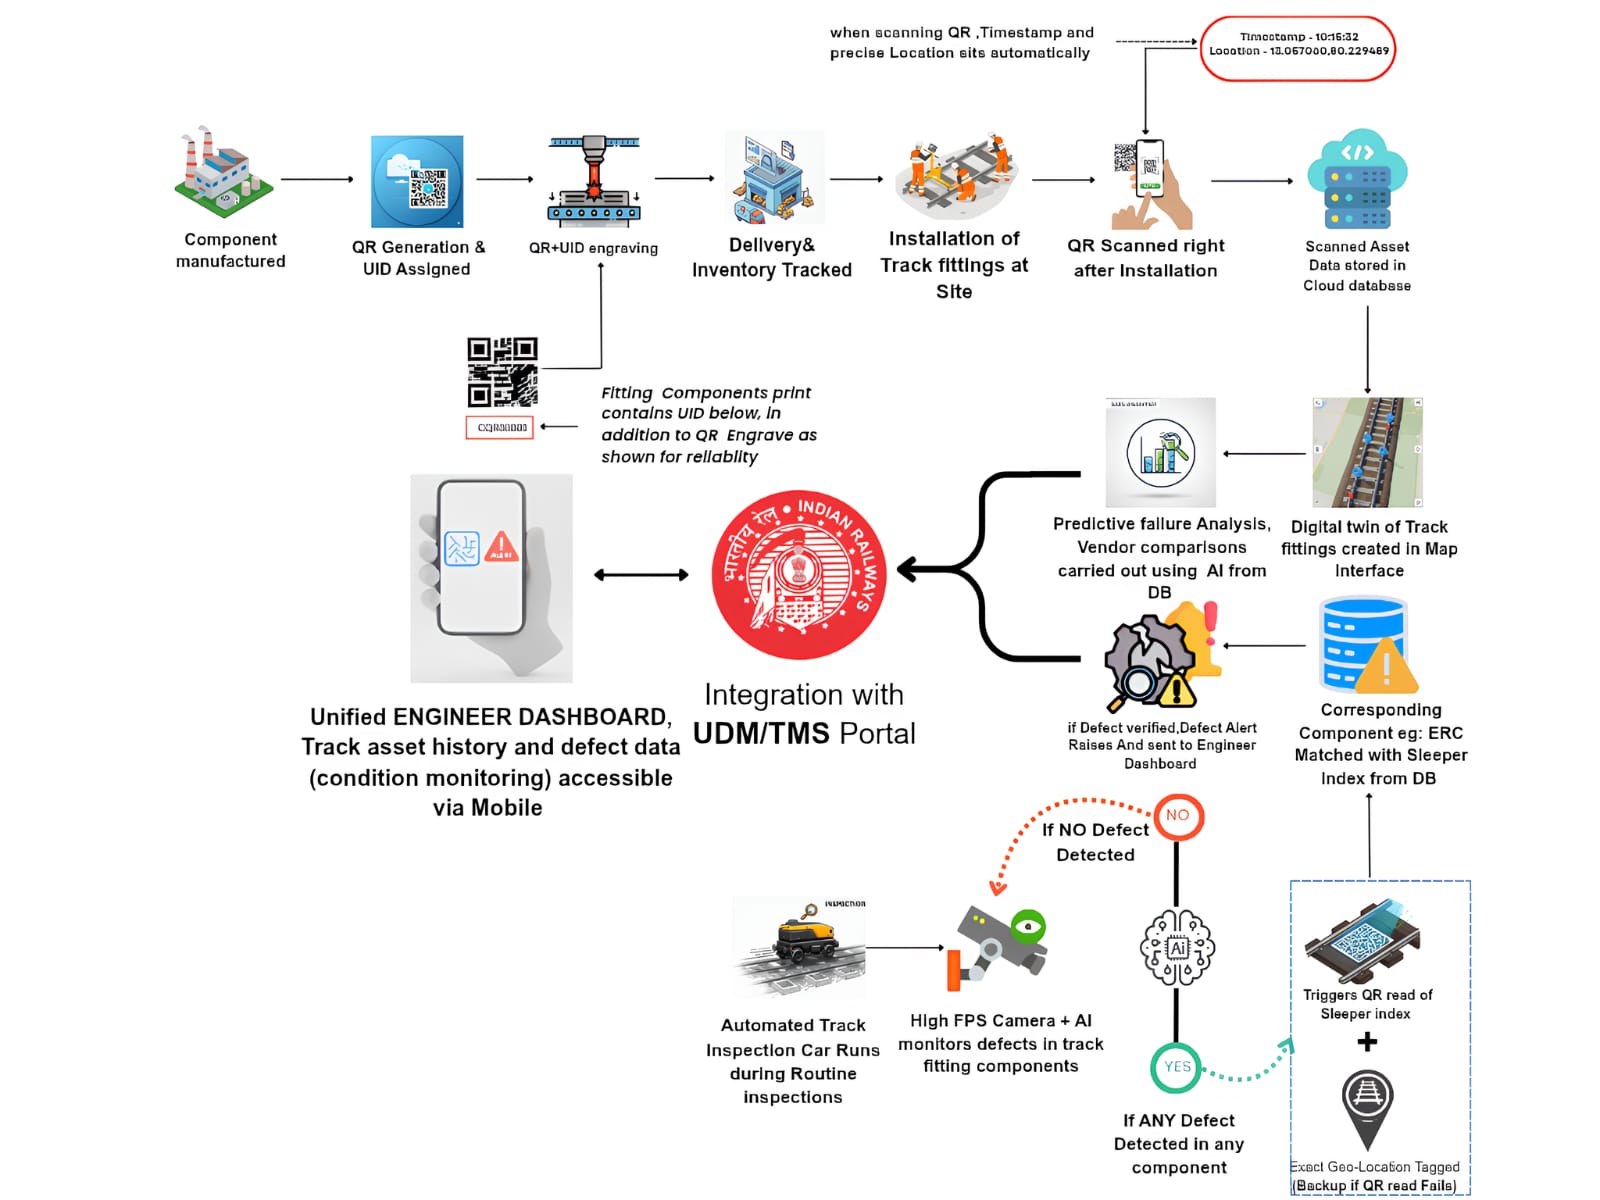 when scanning QR ,Timestamp and
precise Location sits automatically
Timestamp - 10:15:32
Location - 13.057000,80.229489
Component
manufactured
QR Generation &
UID Assigned
QR+UID engraving
Delivery&
Inventory Tracked
Installation of
Track fittings at
Site
QR Scanned right
after Installation
</>
Scanned Asset
Data stored in
Cloud database
Fitting Components print
contains UID below, in
addition to QR Engrave as
shown for reliablity
भारतीय रेल
INDIAN RAILWAYS
Integration with
UDM/TMS Portal
Unified ENGINEER DASHBOARD,
Track asset history and defect data
(condition monitoring) accessible
via Mobile
Predictive failure Analysis,
Vendor comparisons
carried out using AI from
DB
Digital twin of Track
fittings created in Map
Interface
if Defect verified,Defect Alert
Raises And sent to Engineer
Dashboard
Corresponding
Component eg: ERC
Matched with Sleeper
Index from DB
NO
If NO Defect
Detected
INSPECTION
Automated Track
Inspection Car Runs
during Routine
inspections
High FPS Camera + AI
monitors defects in track
fitting components
Ai
YES
If ANY Defect
Detected in any
component
Triggers QR read of
Sleeper index
+
Exact Geo-Location Tagged
(Backup if QR read Fails)